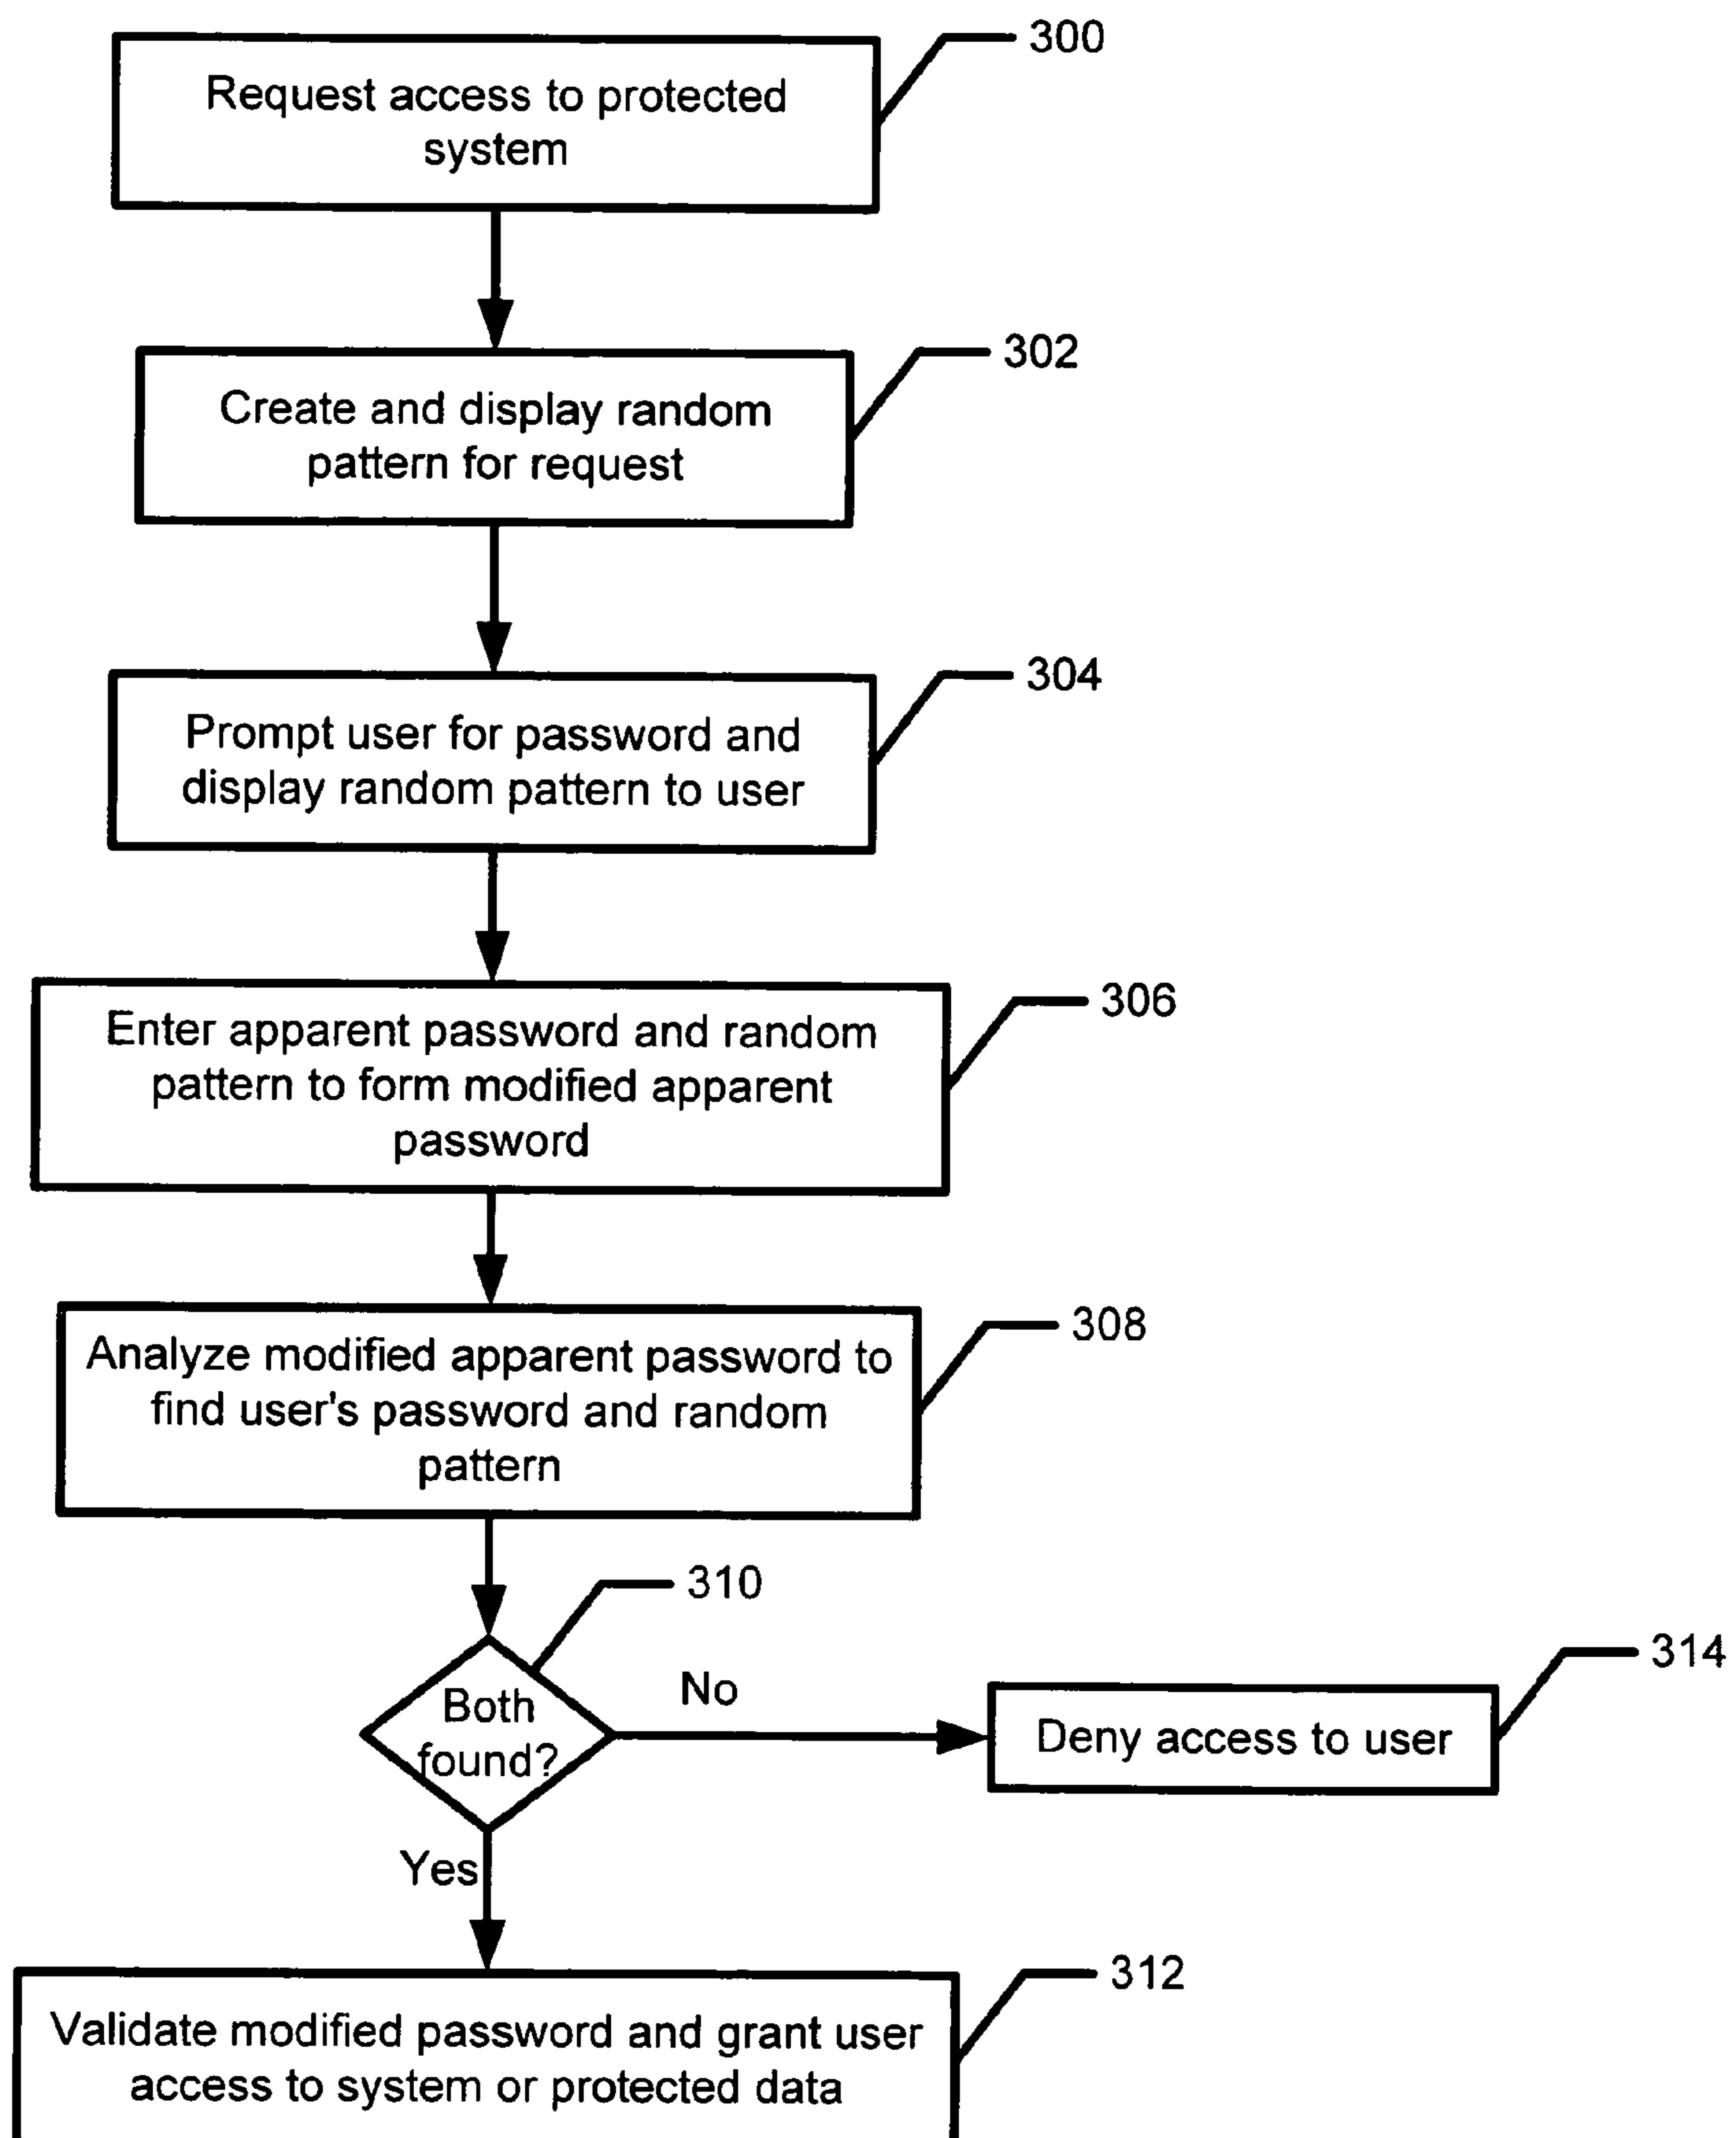 300
Request access to protected
system
302
Create and display random
pattern for request
304
Prompt user for password and
display random pattern to user
306
Enter apparent password and random
pattern to form modified apparent
password
308
Analyze modified apparent password to
find user's password and random
pattern
310
Both
found?
No
314
Deny access to user
Yes
312
Validate modified password and grant user
access to system or protected data